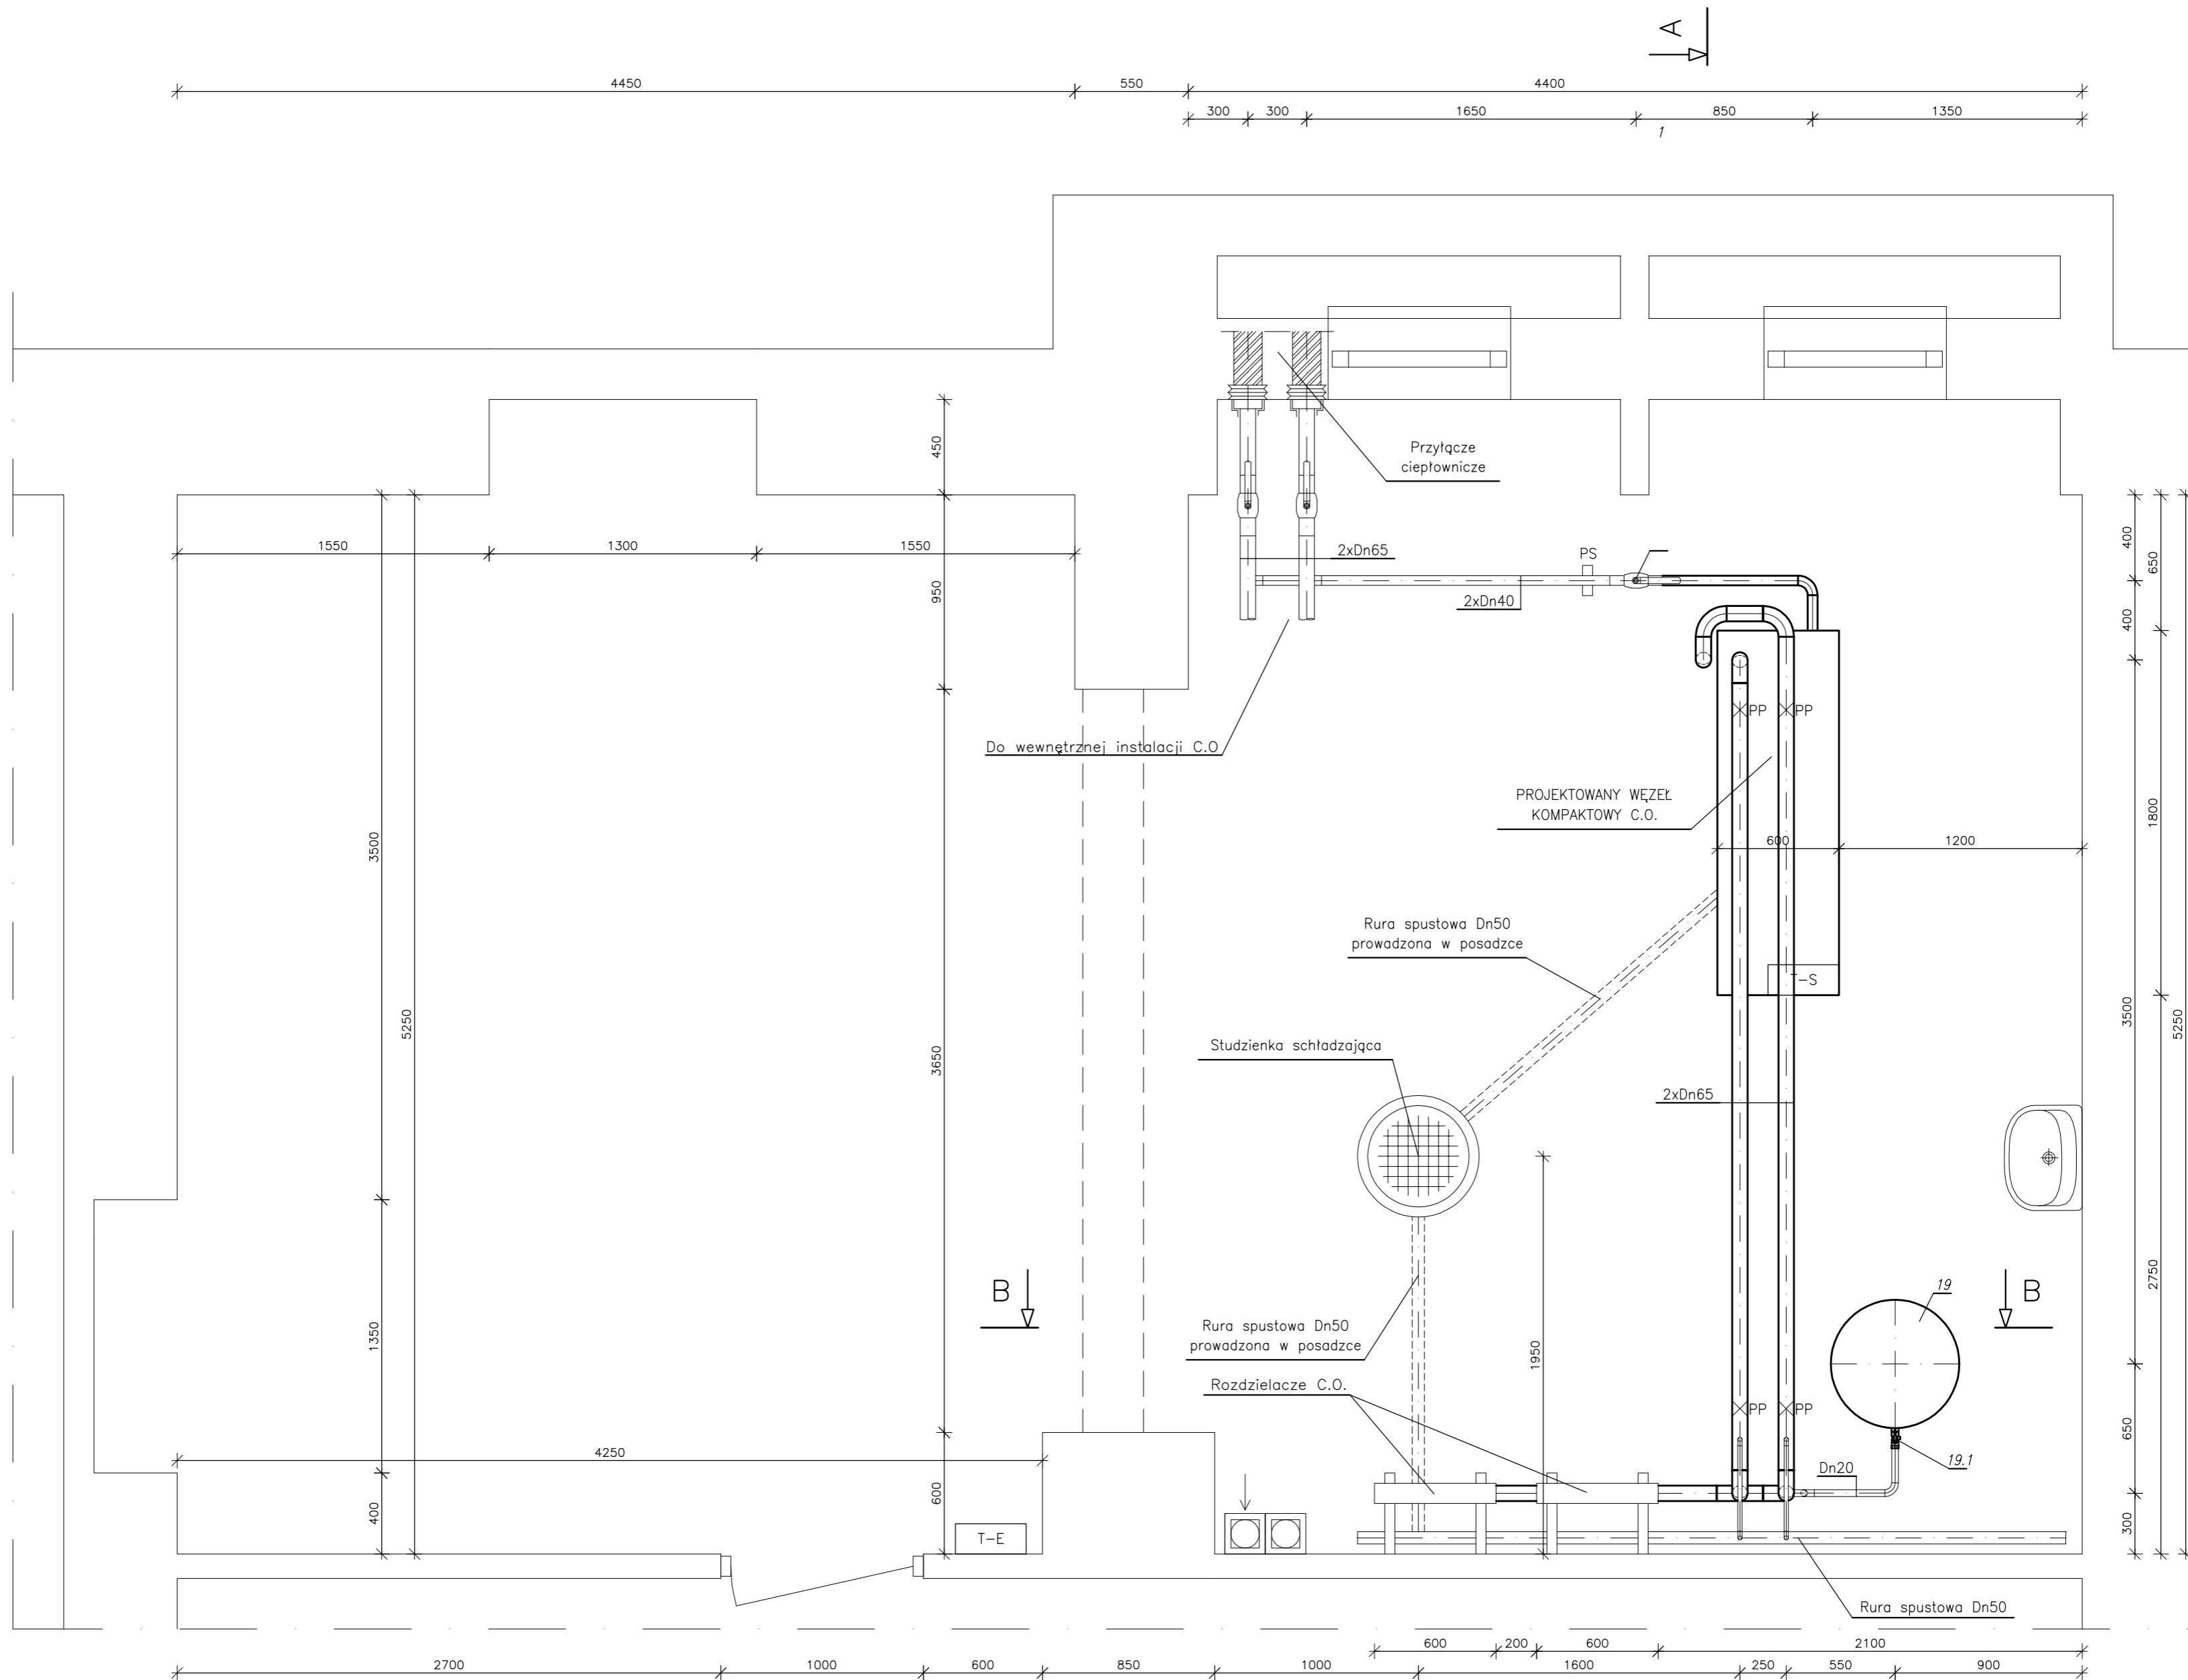 A
4450
550
4400
300
300
1650
850
1350
1
450
Przyłącze
ciepłownicze
1550
1300
1550
2xDn65
PS
2xDn40
400
650
950
400
PP
PP
Do wewnętrznej instalacji C.O
PROJEKTOWANY WĘZEŁ
KOMPAKTOWY C.O.
1800
3500
600
1200
Rura spustowa Dn50
prowadzona w posadzce
T-S
5250
3650
3500
5250
Studzienka schładzająca
2xDn65
B
B
19
2750
Rura spustowa Dn50
prowadzona w posadzce
1350
1950
Rozdzielacze C.O.
PP
PP
650
4250
19.1
Dn20
400
600
300
T-E
Rura spustowa Dn50
600
200
600
2100
2700
1000
600
850
1000
1600
250
550
900